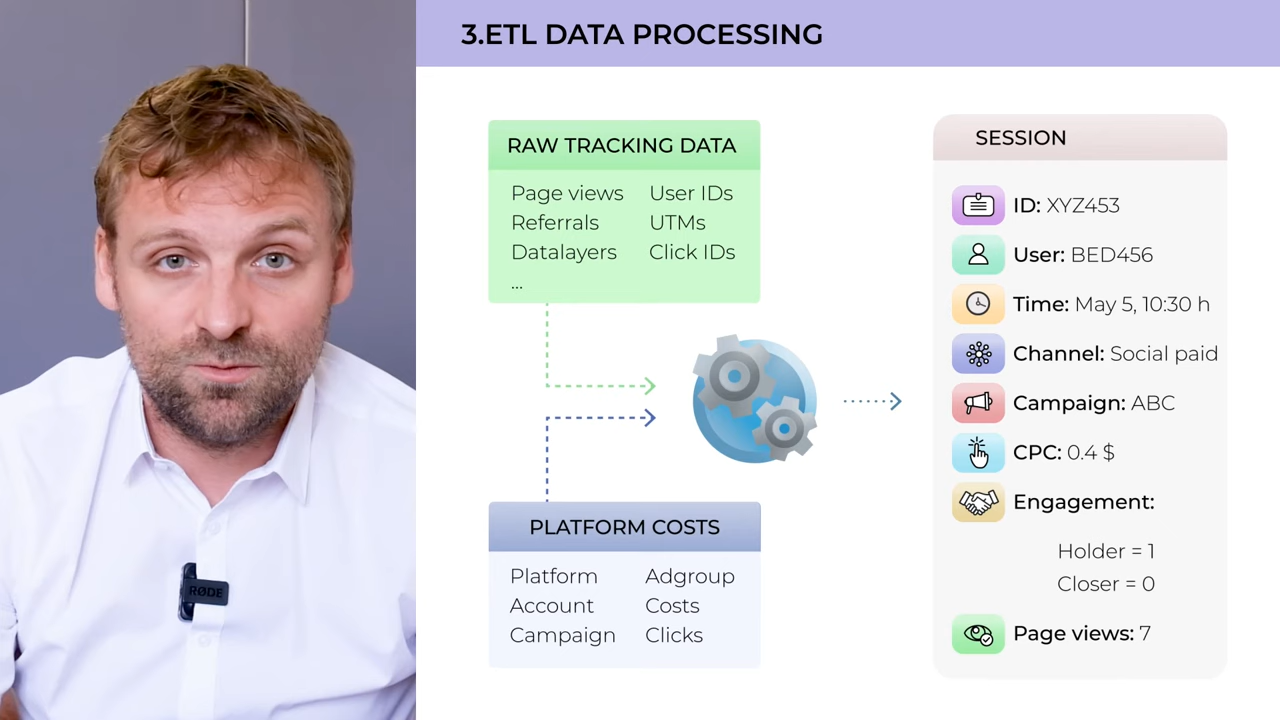 3.ETL DATA PROCESSING
RAW TRACKING DATA
Page views User IDs
Referrals UTMs
Datalayers Click IDs
...
PLATFORM COSTS
Platform Adgroup
Account Costs
Campaign Clicks
SESSION
ID: XYZ453
User: BED456
Time: May 5, 10:30 h
Channel: Social paid
Campaign: ABC
CPC: 0.4 $
Engagement:
Holder = 1
Closer = 0
Page views: 7
RØDE